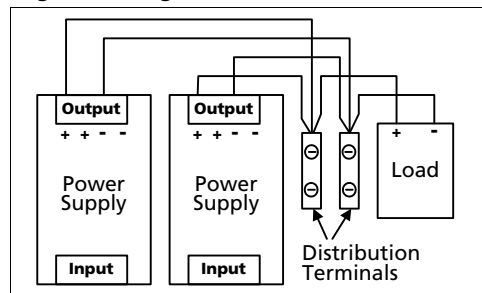 Output
+ + - -
Power
Supply
Input
Output
+ + - -
Power
Supply
Input
+ -
Load
Distribution
Terminals